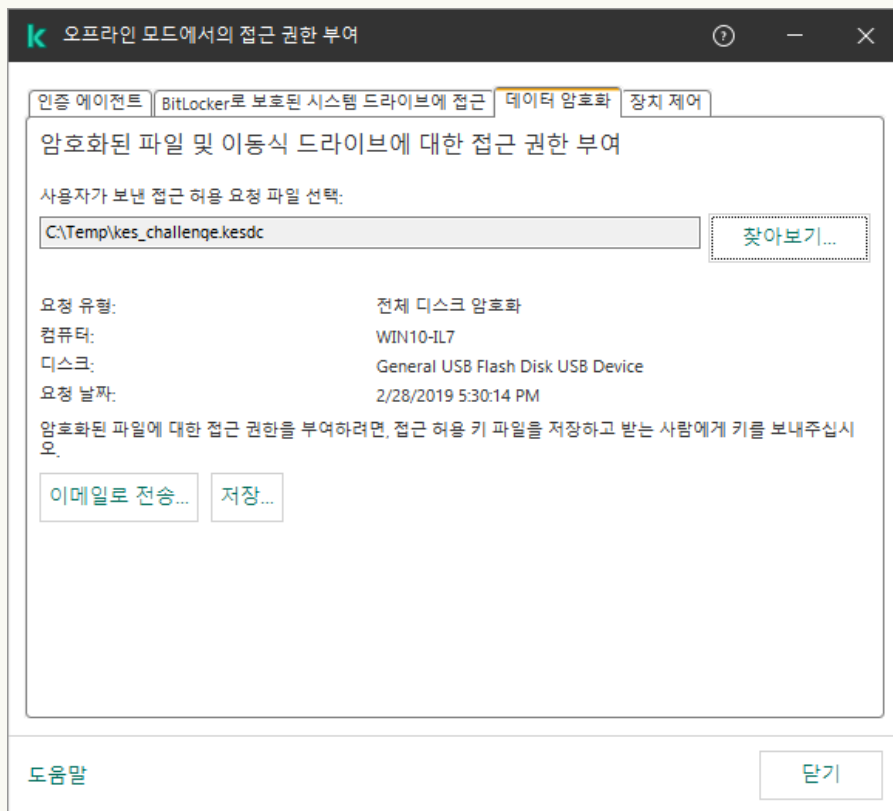 오프라인 모드에서의 접근 권한 부여
인증 에이전트 BitLocker로 보호된 시스템 드라이브에 접근 데이터 암호화 장치 제어
암호화된 파일 및 이동식 드라이브에 대한 접근 권한 부여
사용자가 보낸 접근 허용 요청 파일 선택:
C:\Temp\kes_challenge.kesdc 찾아보기...
요청 유형: 전체 디스크 암호화
컴퓨터: WIN10-IL7
디스크: General USB Flash Disk USB Device
요청 날짜: 2/28/2019 5:30:14 PM
암호화된 파일에 대한 접근 권한을 부여하려면, 접근 허용 키 파일을 저장하고 받는 사람에게 키를 보내주십시
오.
이메일로 전송... 저장...
도움말 닫기